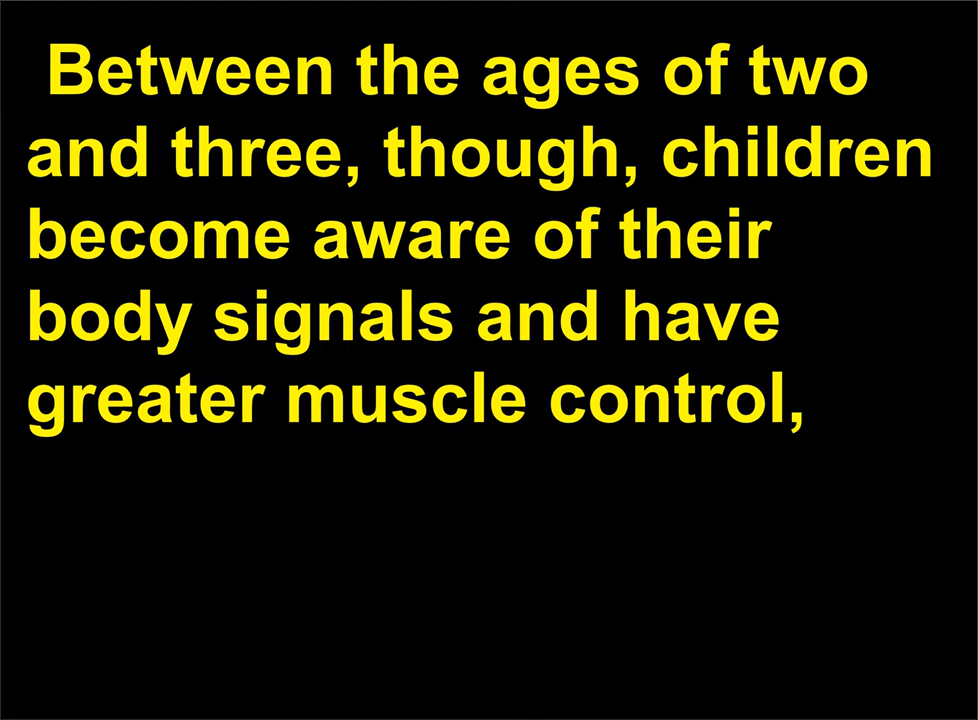 Between the ages of two
and three, though, children
become aware of their
body signals and have
greater muscle control,